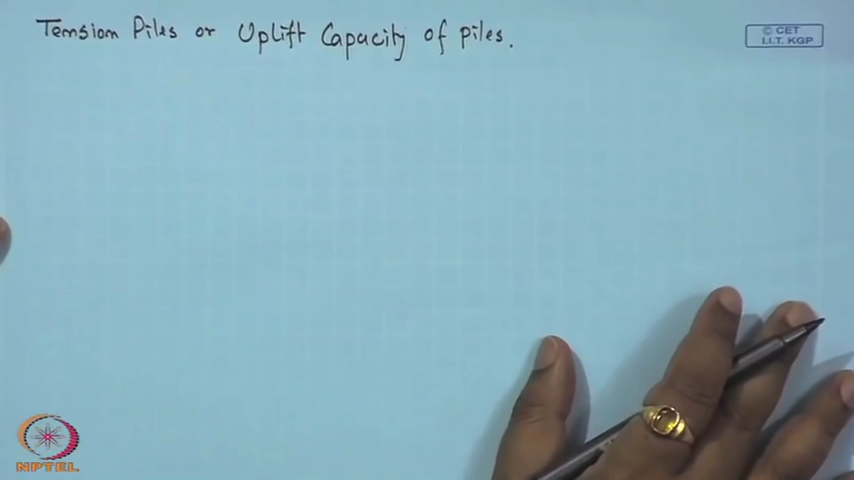 Tension Piles or Uplift Capacity of piles.
© CET
I.I.T. KGP
NPTEL